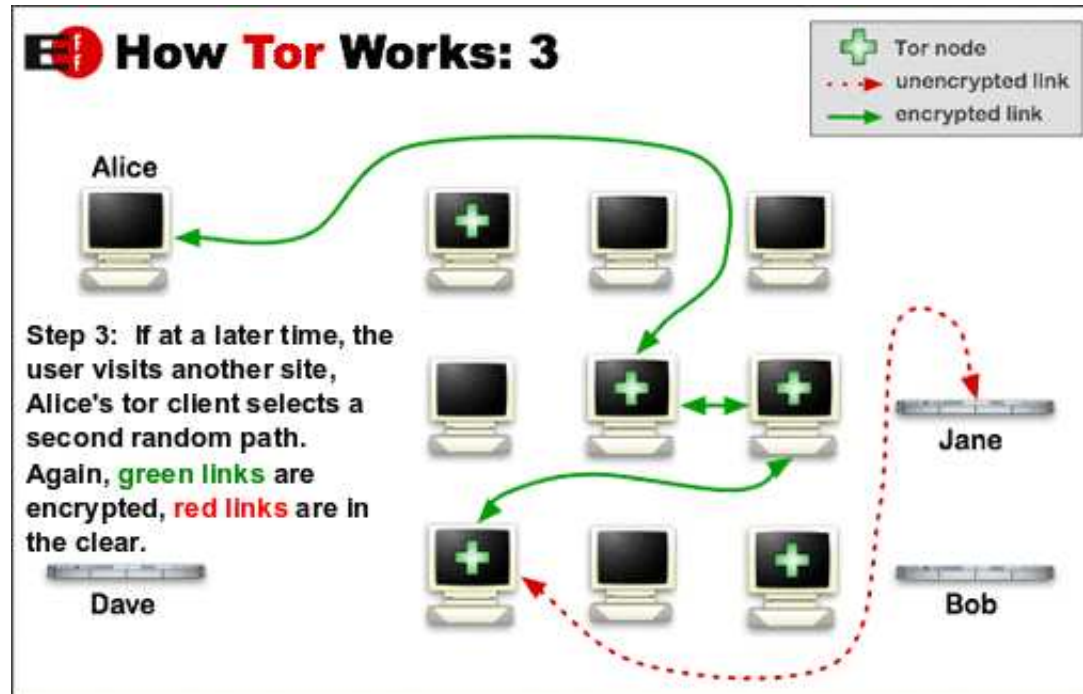 EFF How Tor Works: 3
Tor node
unencrypted link
encrypted link
Alice
Step 3: If at a later time, the
user visits another site,
Alice's tor client selects a
second random path.
Again, green links are
encrypted, red links are in
the clear.
Jane
Dave
Bob